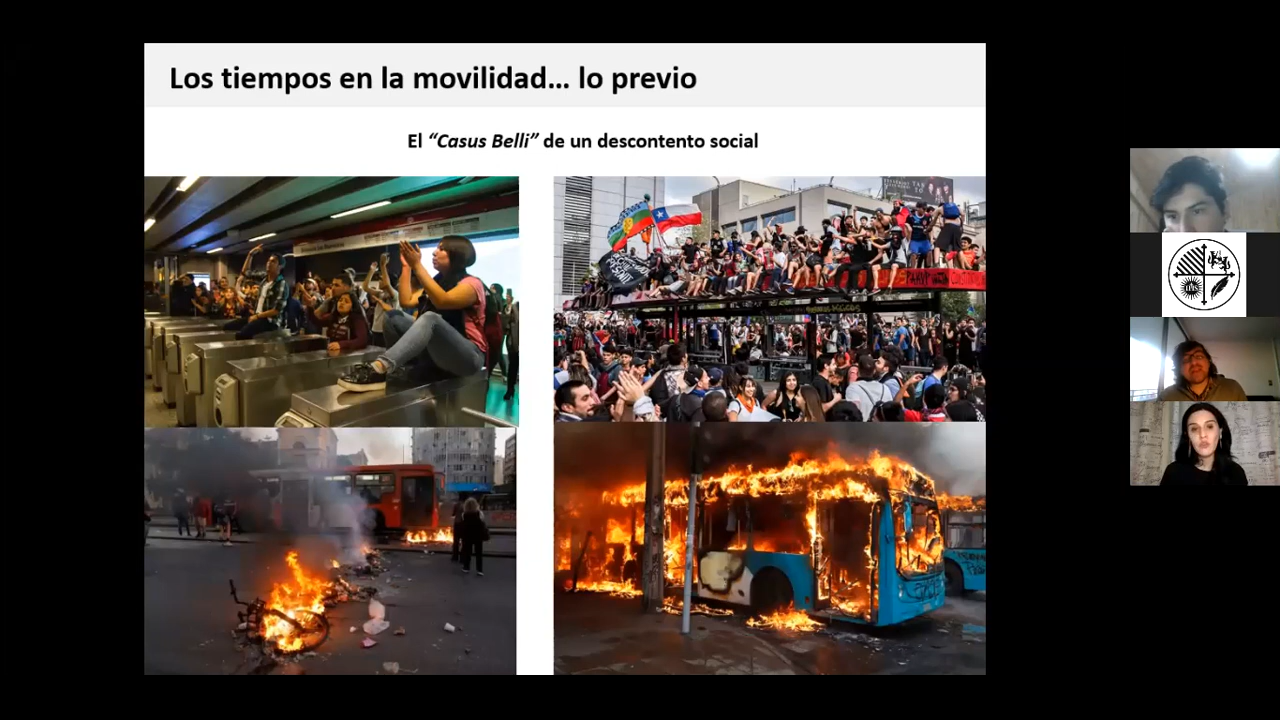 Los tiempos en la movilidad... lo previo
El “Casus Belli” de un descontento social